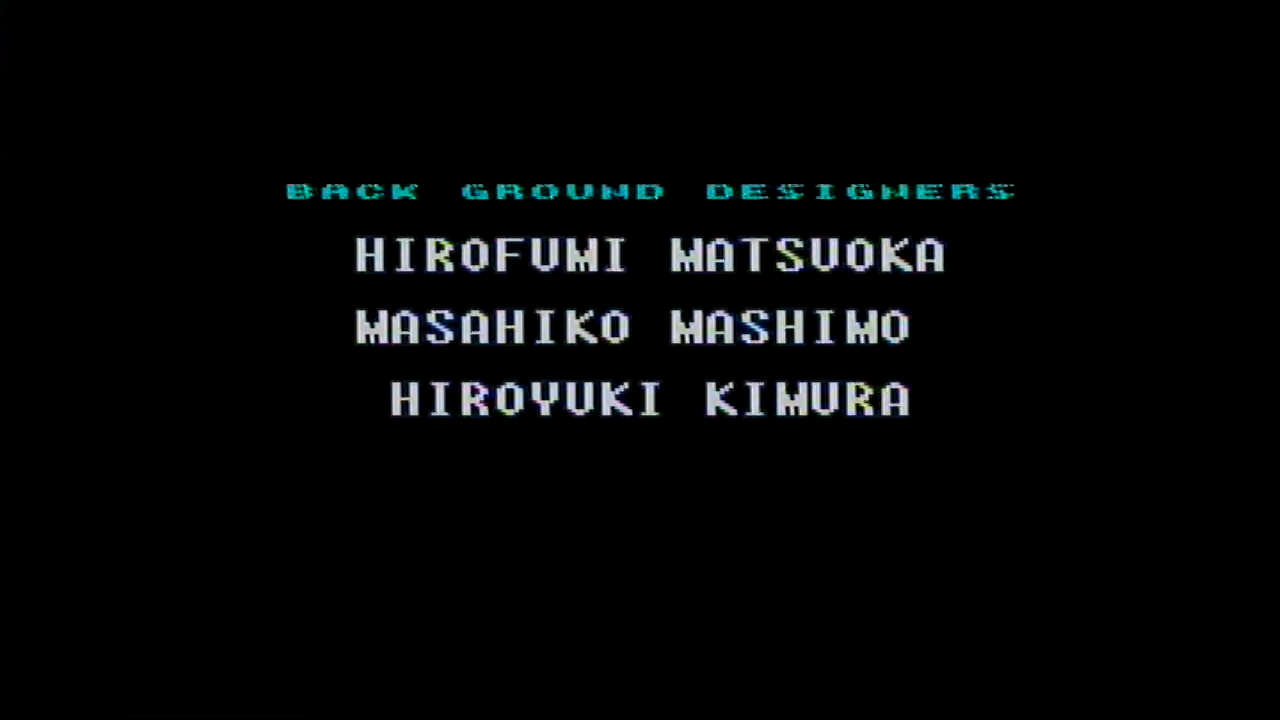 BACK GROUND DESIGNERS
HIROFUMI MATSUOKA
MASAHIKO MASHIMO
HIROYUKI KIMURA